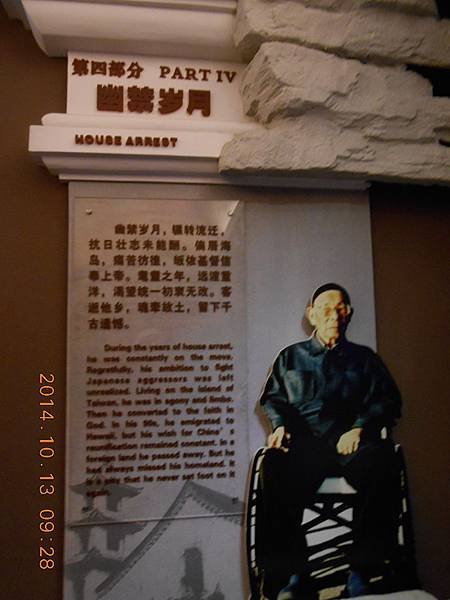 第四部分 PART IV
幽禁岁月
HOUSE ARREST
幽禁岁月，辗转流迁，
抗日壮志未能酬。偏居海
岛，痛苦彷徨，皈依基督信
奉上帝。耄耋之年，远渡重
洋，渴望统一初衷无改。客
逝他乡，魂牵故土，留下千
古遗憾。
During the years of house arrest,
he was constantly on the move.
Regretfully, his ambition to fight
Japanese aggressors was left
unrealized. Living on the island of
Taiwan, he was in agony and limbo.
Then he converted to the faith in
God. In his 90s, he emigrated to
Hawaii, but his wish for China's
reunification remained constant. In a
foreign land he passed away. But he
had always missed his homeland. It
is a pity that he never set foot on it
again.
2014.10.13 09:28